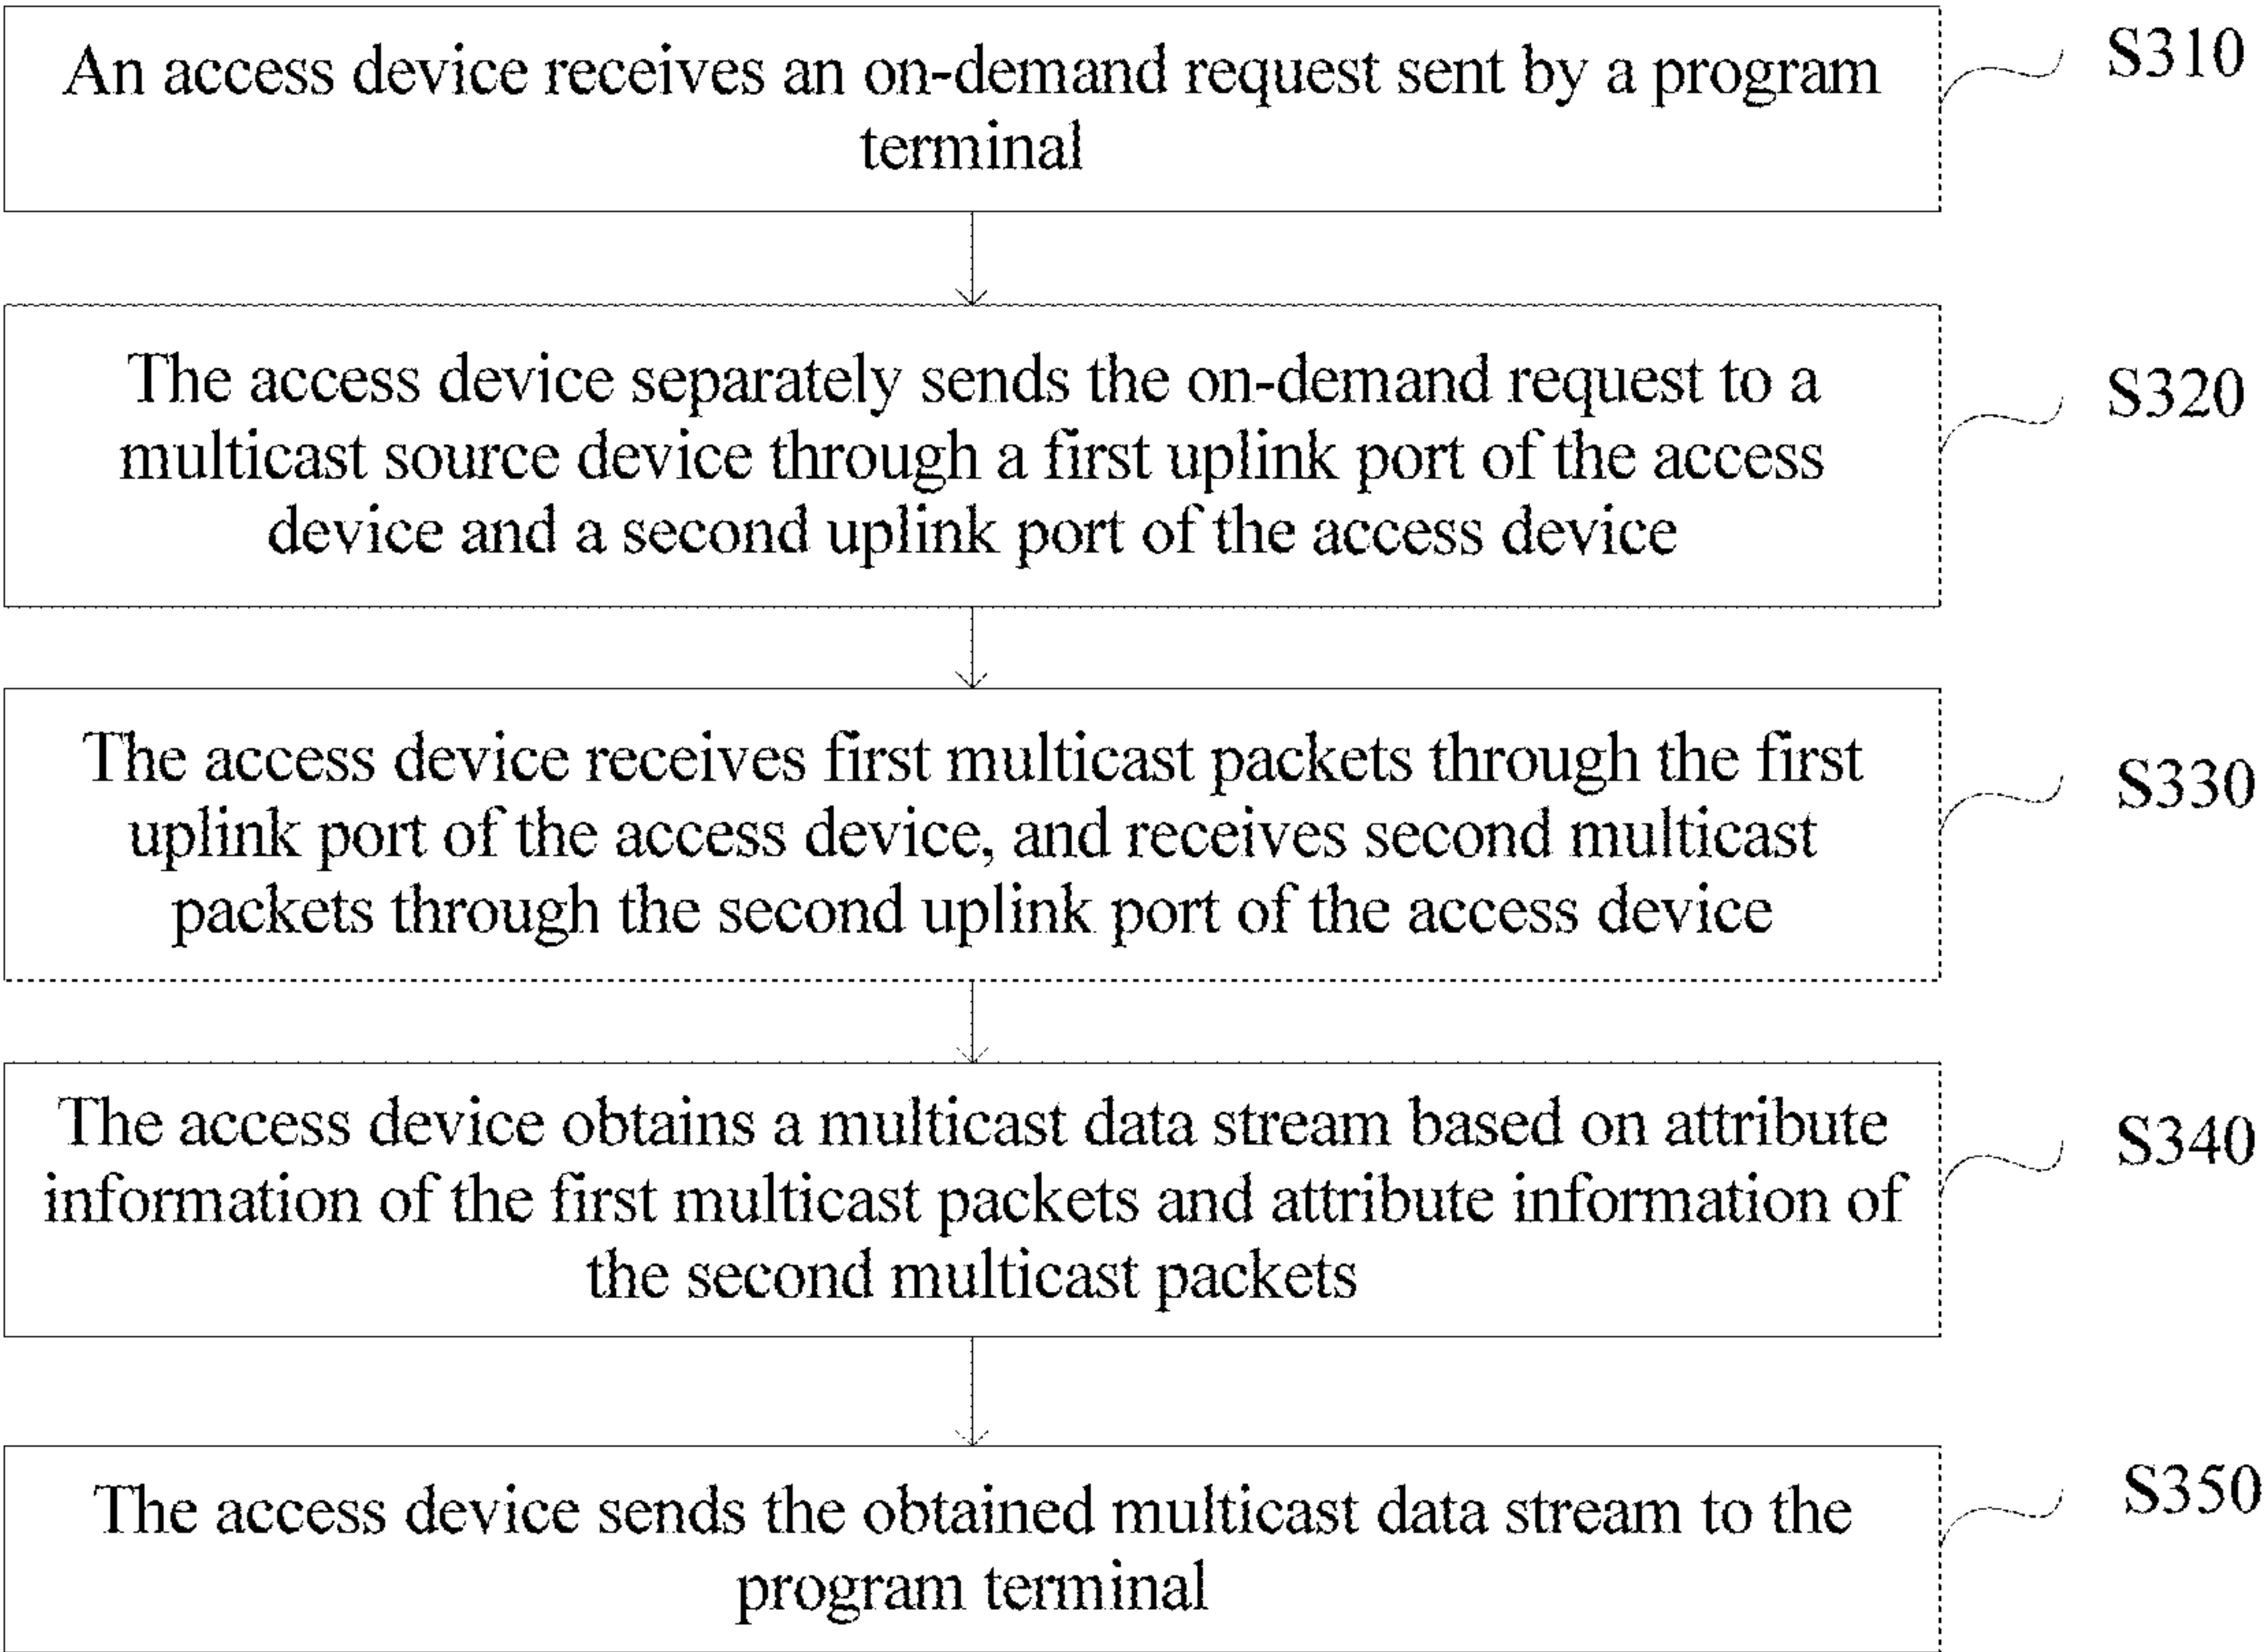 An access device receives an on-demand request sent by a program
terminal
S310
The access device separately sends the on-demand request to a
multicast source device through a first uplink port of the access
device and a second uplink port of the access device
S320
The access device receives first multicast packets through the first
uplink port of the access device, and receives second multicast
packets through the second uplink port of the access device
S330
The access device obtains a multicast data stream based on attribute
information of the first multicast packets and attribute information of
the second multicast packets
S340
The access device sends the obtained multicast data stream to the
program terminal
S350